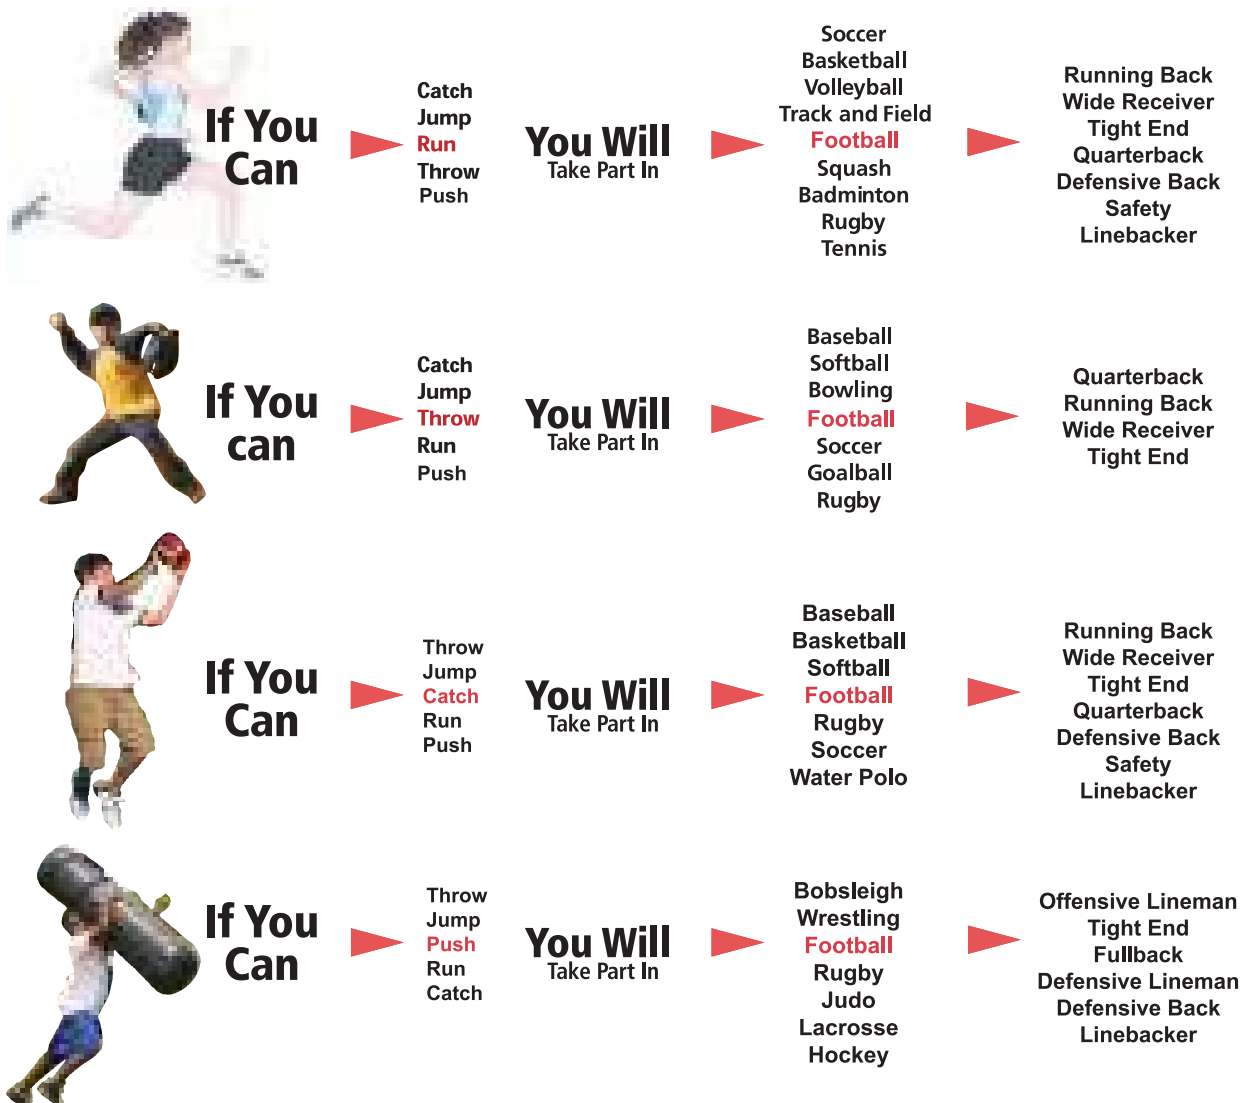 If You
Can
Catch
Jump
Run
Throw
Push
You Will
Take Part In
Soccer
Basketball
Volleyball
Track and Field
Football
Squash
Badminton
Rugby
Tennis
Running Back
Wide Receiver
Tight End
Quarterback
Defensive Back
Safety
Linebacker
If You
can
Catch
Jump
Throw
Run
Push
You Will
Take Part In
Baseball
Softball
Bowling
Football
Soccer
Goalball
Rugby
Quarterback
Running Back
Wide Receiver
Tight End
If You
Can
Throw
Jump
Catch
Run
Push
You Will
Take Part In
Baseball
Basketball
Softball
Football
Rugby
Soccer
Water Polo
Running Back
Wide Receiver
Tight End
Quarterback
Defensive Back
Safety
Linebacker
If You
Can
Throw
Jump
Push
Run
Catch
You Will
Take Part In
Bobsleigh
Wrestling
Football
Rugby
Judo
Lacrosse
Hockey
Offensive Lineman
Tight End
Fullback
Defensive Lineman
Defensive Back
Linebacker